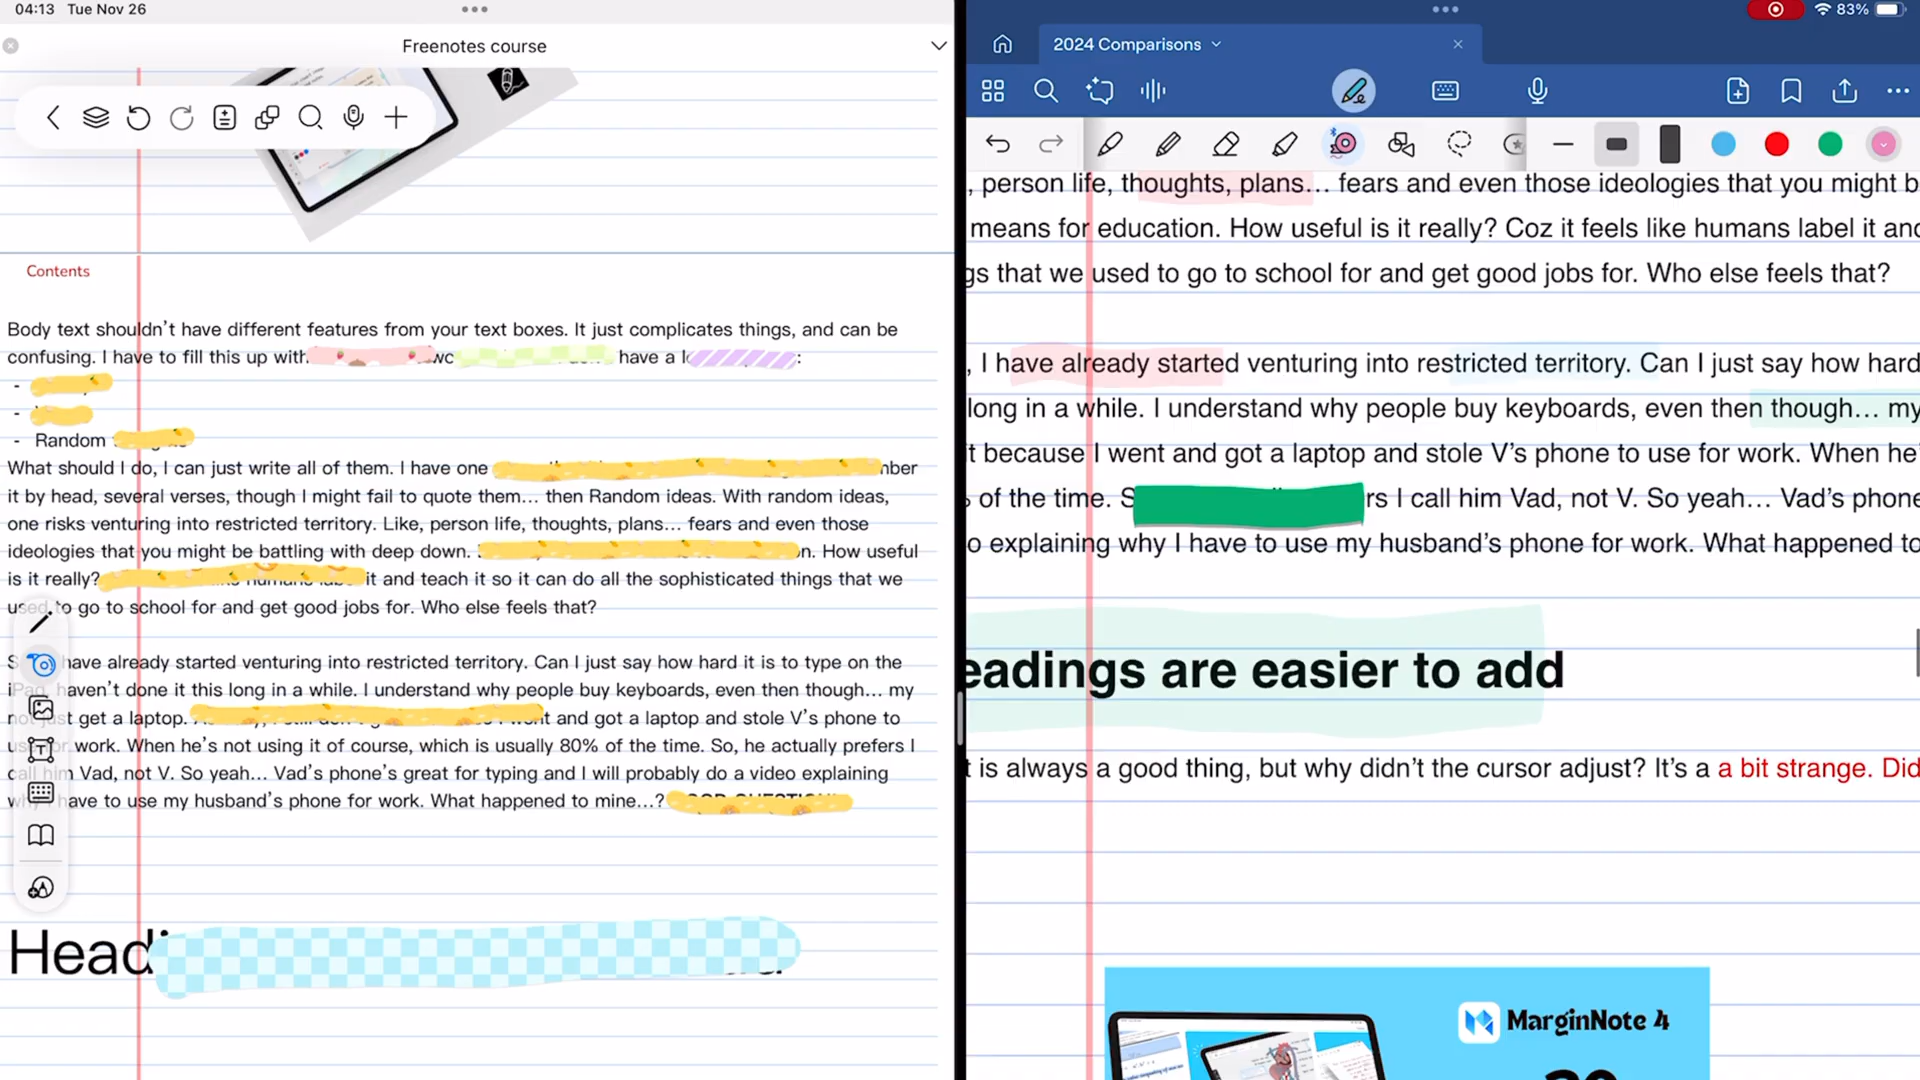 04:13 Tue Nov 26
83%
Freenotes course
2024 Comparisons
Contents
Body text shouldn't have different features from your text boxes. It just complicates things, and can be
confusing. I have to fill this up with have a
-
-
- Random
What should I do, I can just write all of them. I have one
it by head, several verses, though I might fail to quote them... then Random ideas. With random ideas,
one risks venturing into restricted territory. Like, person life, thoughts, plans... fears and even those
ideologies that you might be battling with deep down. How useful
is it really? it and teach it so it can do all the sophisticated things that we
used to go to school for and get good jobs for. Who else feels that?
have already started venturing into restricted territory. Can I just say how hard it is to type on the
iPad, haven't done it this long in a while. I understand why people buy keyboards, even then though... my
not just get a laptop. and got a laptop and stole V's phone to
use for work. When he's not using it of course, which is usually 80% of the time. So, he actually prefers I
call him Vad, not V. So yeah... Vad's phone's great for typing and I will probably do a video explaining
why I have to use my husband's phone for work. What happened to mine...?
Headi
, person life, thoughts, plans... fears and even those ideologies that you might b
means for education. How useful is it really? Coz it feels like humans label it and
gs that we used to go to school for and get good jobs for. Who else feels that?
, I have already started venturing into restricted territory. Can I just say how hard
long in a while. I understand why people buy keyboards, even then though... my
't because I went and got a laptop and stole V's phone to use for work. When he'
of the time. S rs I call him Vad, not V. So yeah... Vad's phone
o explaining why I have to use my husband's phone for work. What happened to
eadings are easier to add
t is always a good thing, but why didn't the cursor adjust? It's a a bit strange. Did
MarginNote 4